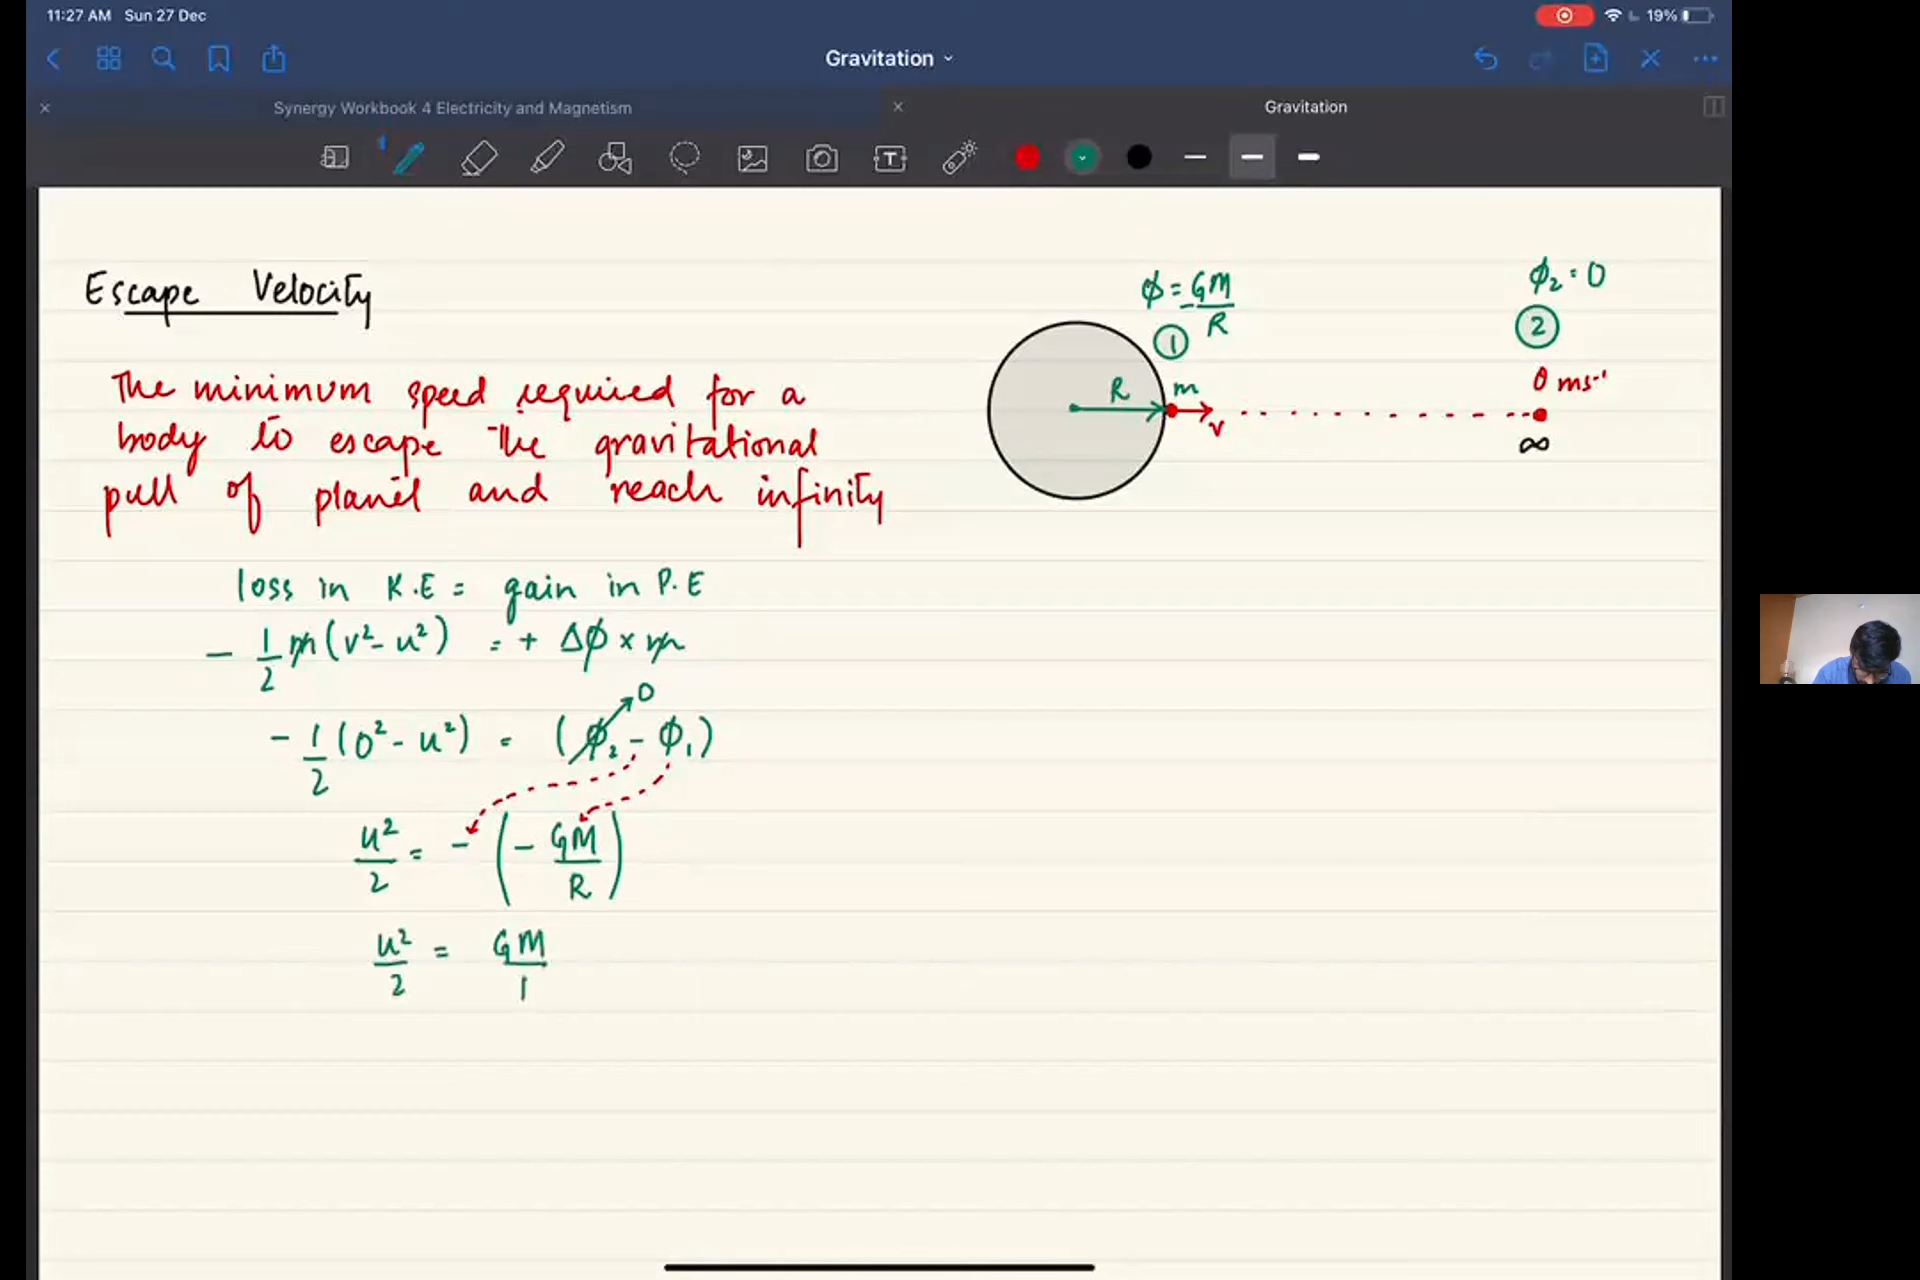 11:27 AM Sun 27 Dec
19%
Gravitation
Synergy Workbook 4 Electricity and Magnetism
Gravitation
Escape Velocity
The minimum speed required for a
body to escape the gravitational
pull of planet and reach infinity
ϕ = -GM/R
①
R
m
v
ϕ₂ = 0
②
0 ms⁻¹
∞
loss in K.E = gain in P.E
- 1/2 m(v² - u²) = + Δϕ × m
- 1/2 (0² - u²) = (ϕ₂ - ϕ₁)
0
u²/2 = - (- GM/R)
u²/2 = GM/1